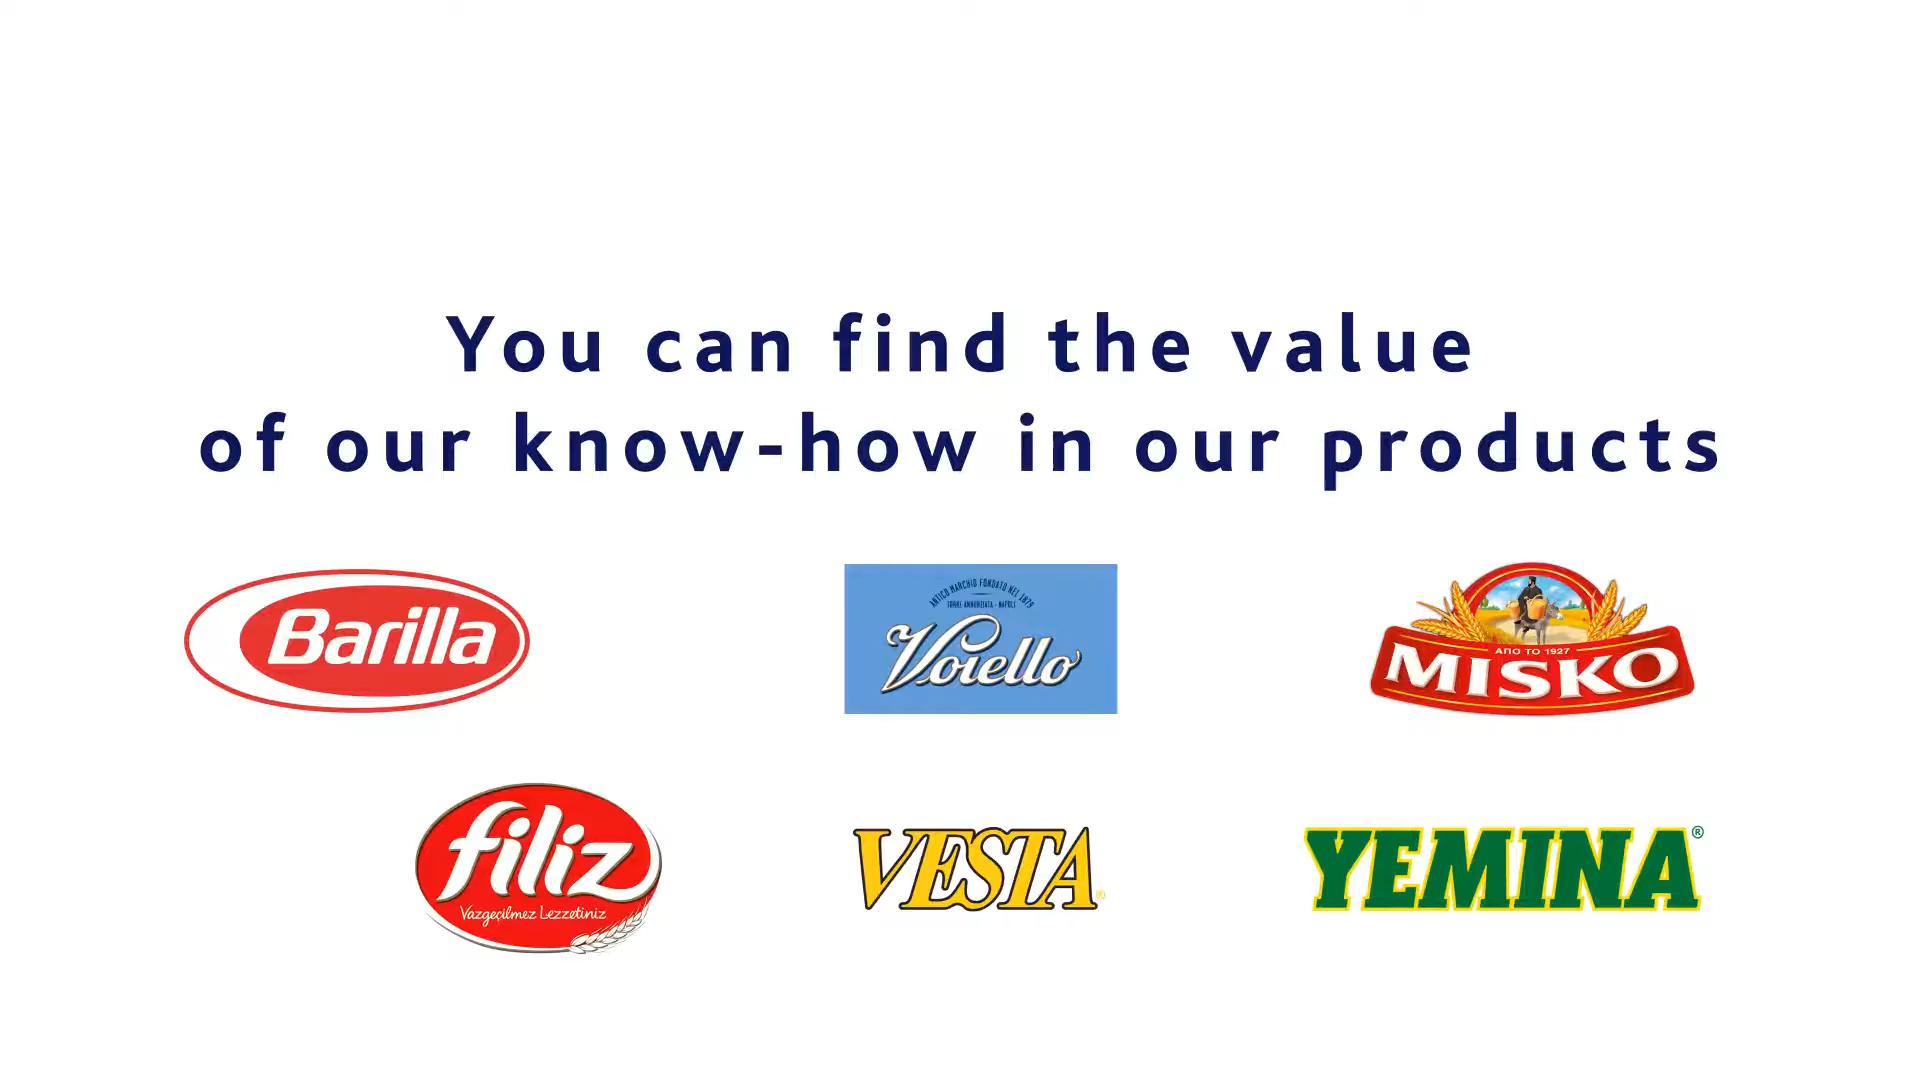 You can find the value
of our know-how in our products
Barilla
ANTICO MARCHIO FONDATO NEL 1879
TORRE ANNUNZIATA - NAPOLI
Voiello
ΑΠΟ ΤΟ 1927
MISKO
filiz
Vazgeçilmez Lezzetiniz
VESTA®
YEMINA®